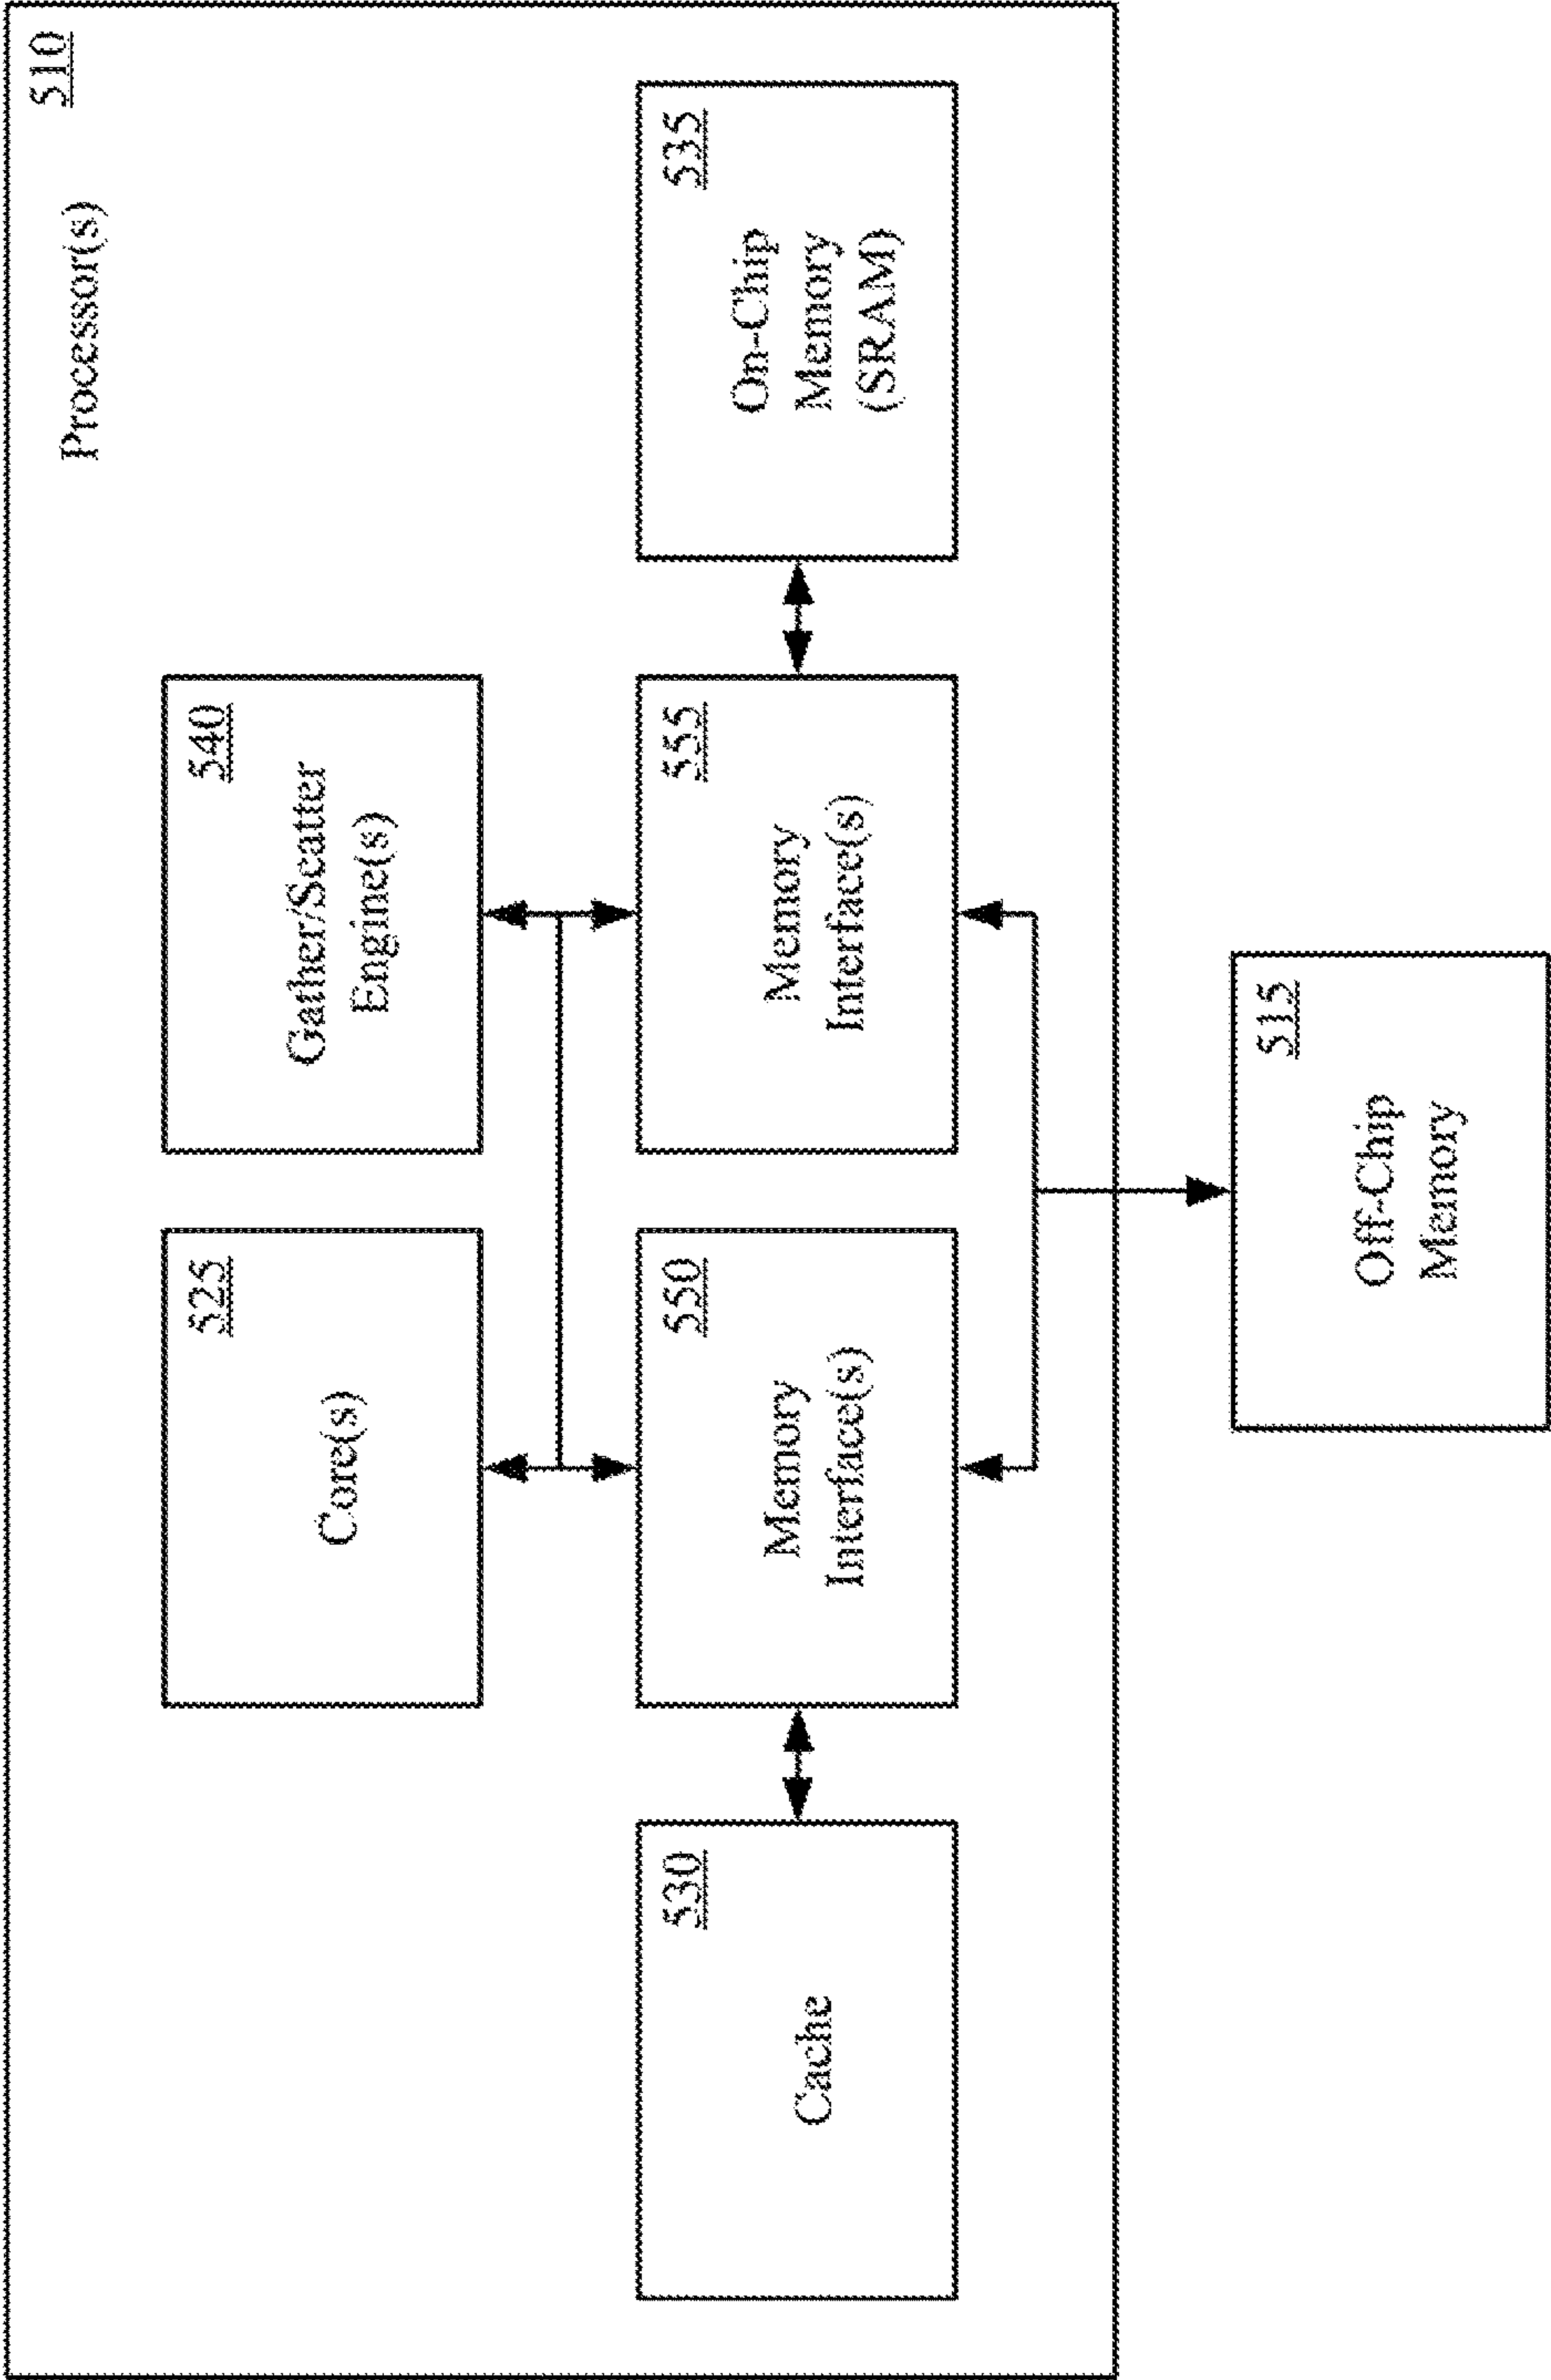 510
Processor(s)
525
Core(s)
540
Gather/Scatter
Engine(s)
530
Cache
550
Memory
Interface(s)
555
Memory
Interface(s)
535
On-Chip
Memory
(SRAM)
515
Off-Chip
Memory